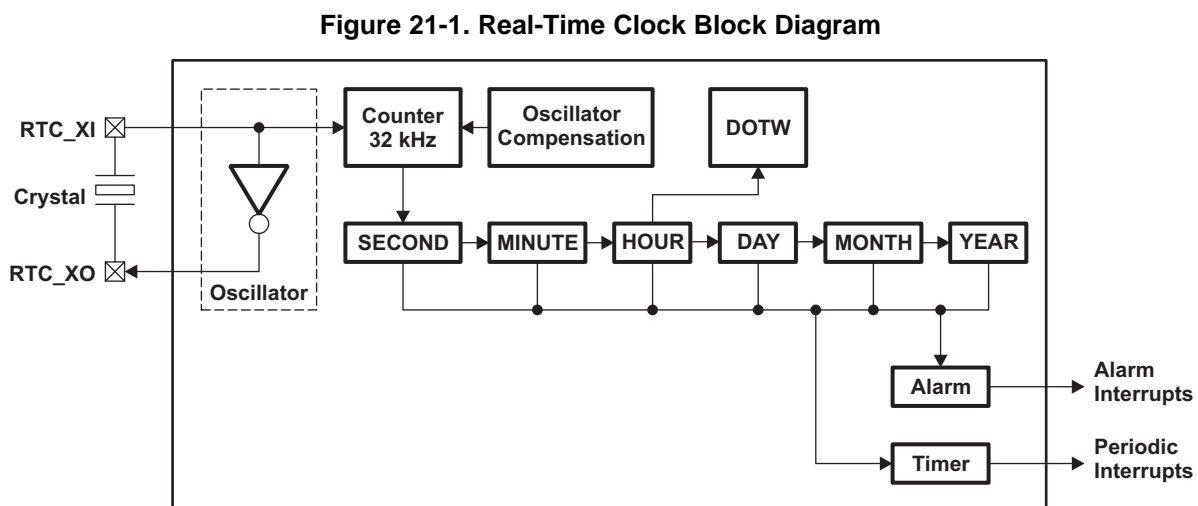 Figure 21-1. Real-Time Clock Block Diagram
RTC_XI
Crystal
RTC_XO
Oscillator
Counter
32 kHz
Oscillator
Compensation
DOTW
SECOND
MINUTE
HOUR
DAY
MONTH
YEAR
Alarm
Alarm
Interrupts
Timer
Periodic
Interrupts